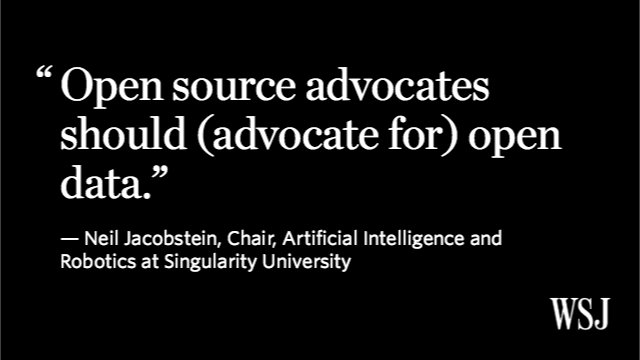 “Open source advocates
should (advocate for) open
data.”
— Neil Jacobstein, Chair, Artificial Intelligence and
Robotics at Singularity University
WSJ